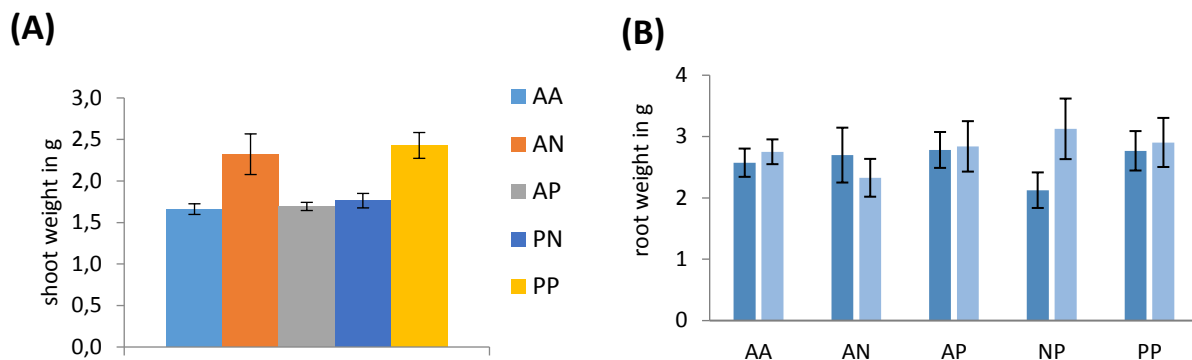 (A)
shoot weight in g
3,0
2,5
2,0
1,5
1,0
0,5
0,0
AA
AN
AP
PN
PP
(B)
root weight in g
4
3
2
1
0
AA AN AP NP PP